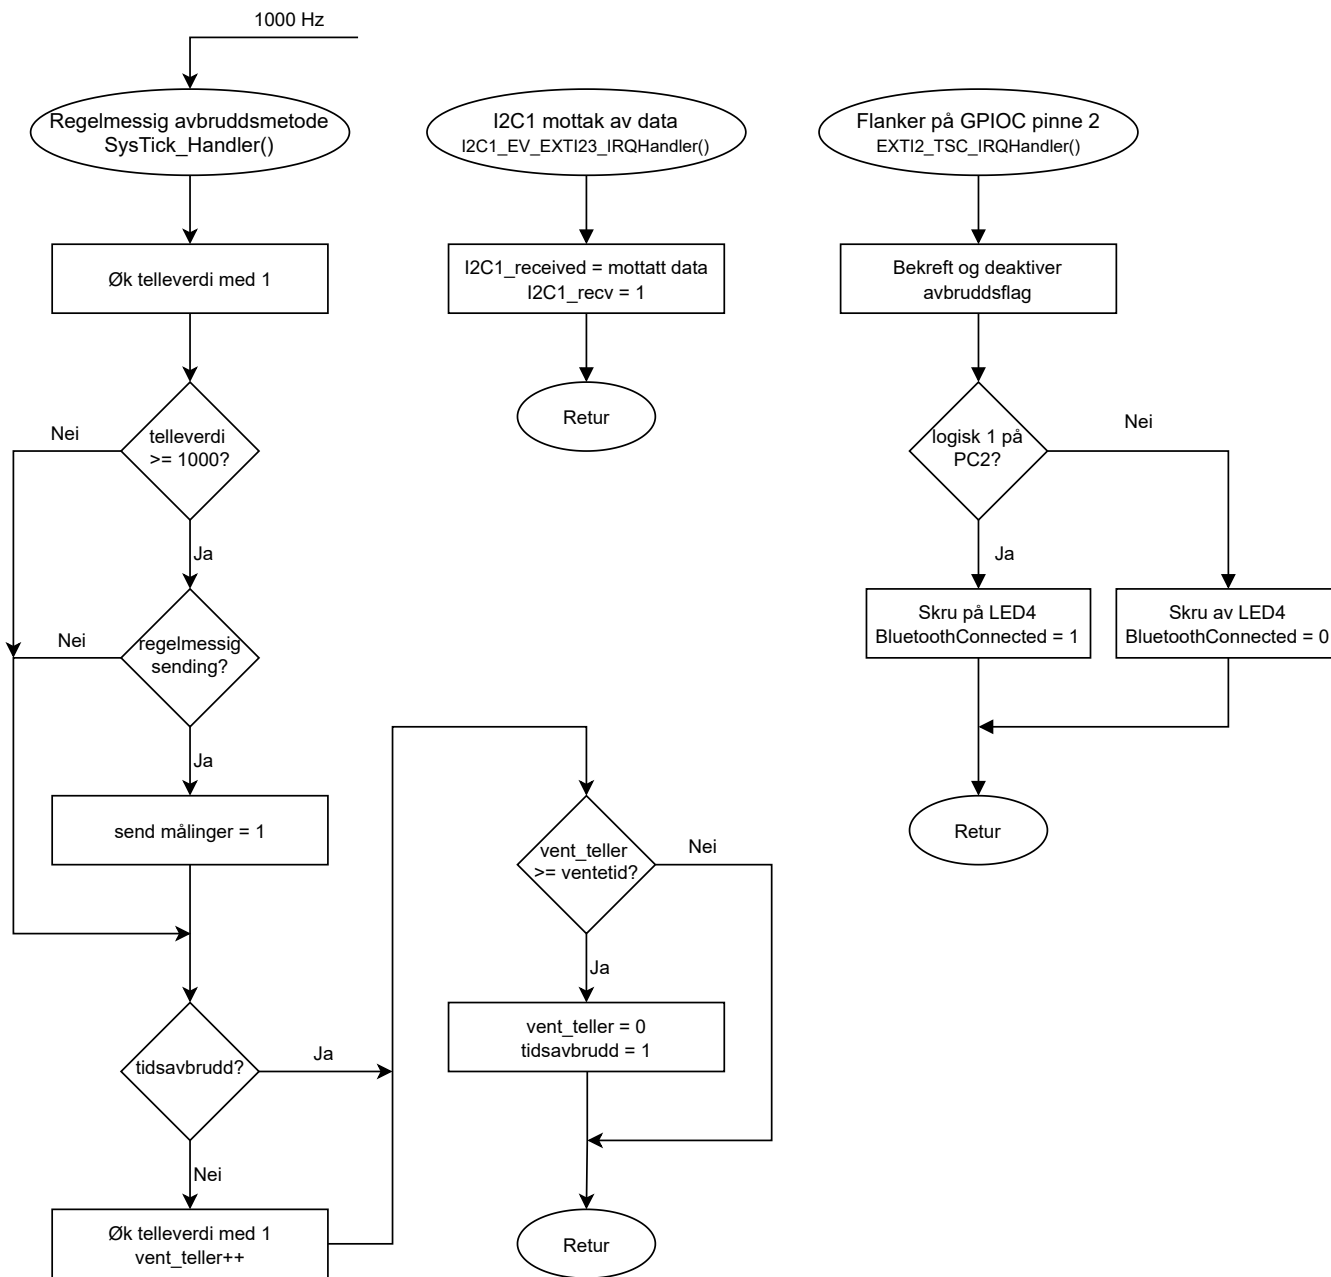 1000 Hz
Regelmessig avbruddsmetode
SysTick_Handler()
Øk telleverdi med 1
telleverdi
>= 1000?
Nei
Ja
regelmessig
sending?
Nei
Ja
send målinger = 1
tidsavbrudd?
Ja
Nei
Øk telleverdi med 1
vent_teller++
I2C1 mottak av data
I2C1_EV_EXTI23_IRQHandler()
I2C1_received = mottatt data
I2C1_recv = 1
Retur
vent_teller
>= ventetid?
Nei
Ja
vent_teller = 0
tidsavbrudd = 1
Retur
Flanker på GPIOC pinne 2
EXTI2_TSC_IRQHandler()
Bekreft og deaktiver
avbruddsflag
logisk 1 på
PC2?
Nei
Ja
Skru på LED4
BluetoothConnected = 1
Skru av LED4
BluetoothConnected = 0
Retur